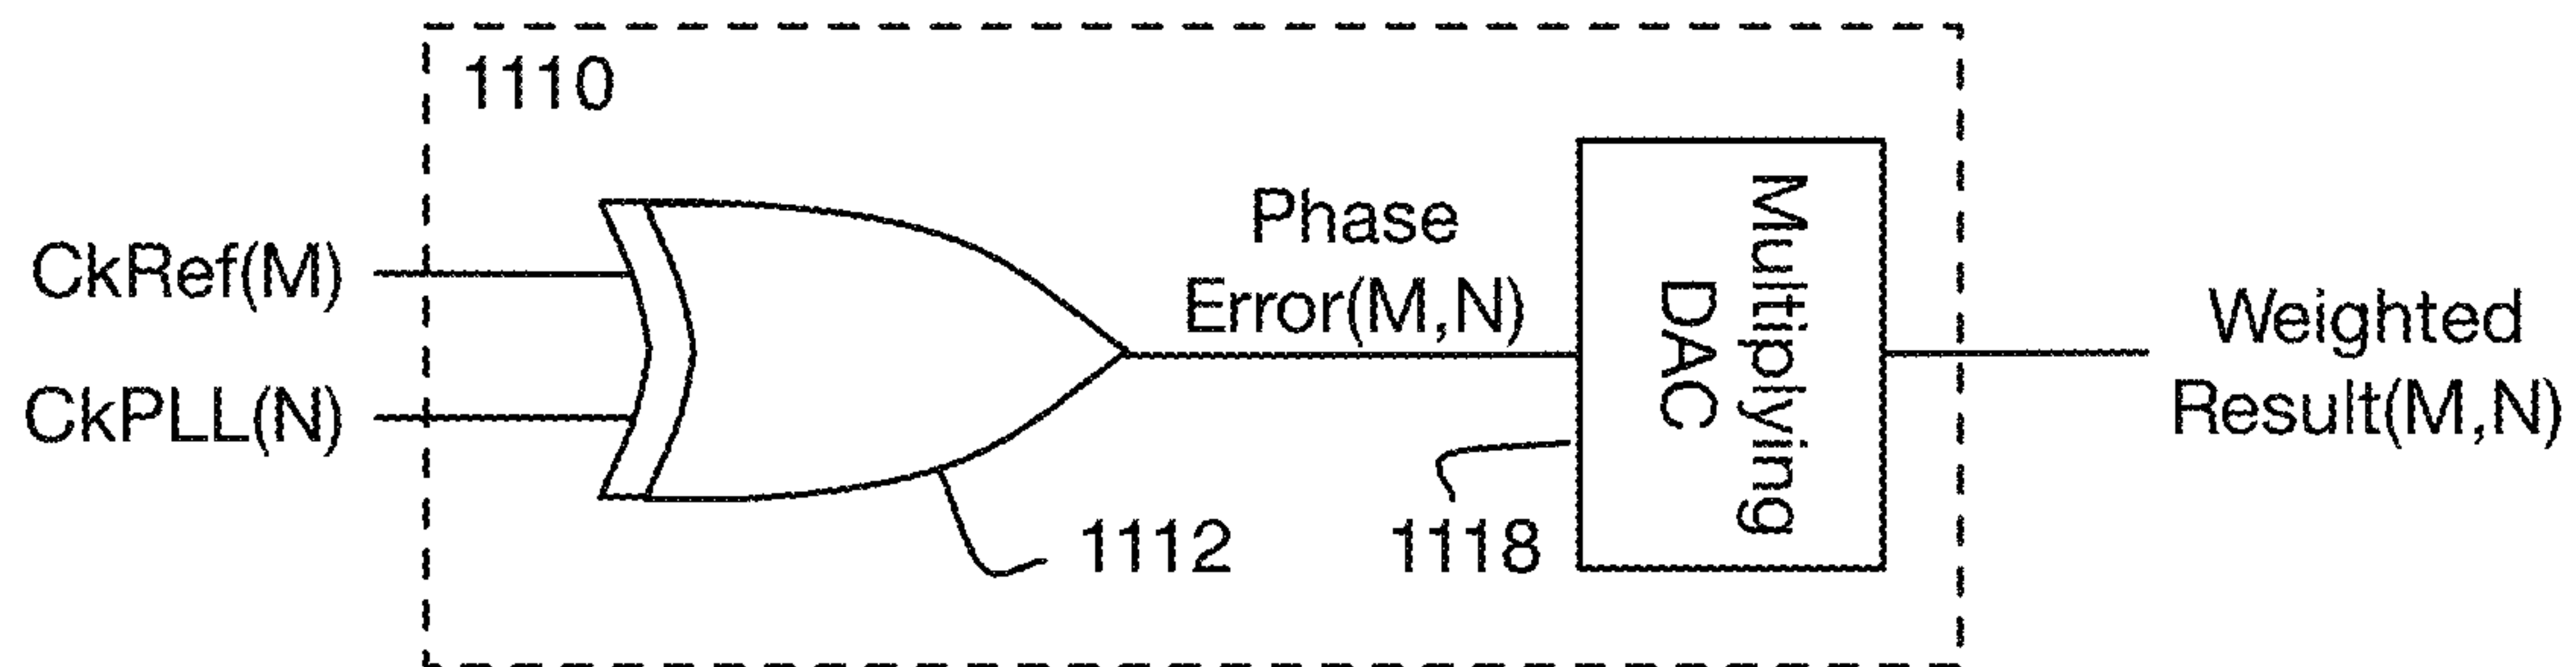 1110
CkRef(M)
CkPLL(N)
Phase
Error(M,N)
1112
1118
Multiplying
DAC
Weighted
Result(M,N)